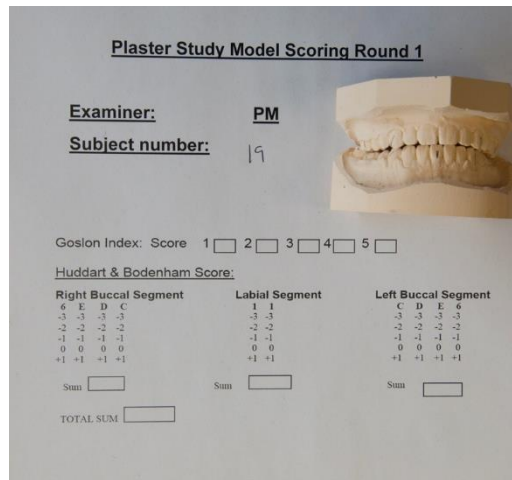 Plaster Study Model Scoring Round 1
Examiner: PM
Subject number: 19
Goslon Index: Score 1 2 3 4 5
Huddart & Bodenham Score:
Right Buccal Segment Labial Segment Left Buccal Segment
6 E D C 1 1 C D E 6
-3 -3 -3 -3 -3 -3 -3 -3 -3 -3
-2 -2 -2 -2 -2 -2 -2 -2 -2 -2
-1 -1 -1 -1 -1 -1 -1 -1 -1 -1
0 0 0 0 0 0 0 0 0 0
+1 +1 +1 +1 +1 +1 +1 +1 +1 +1
Sum Sum Sum
TOTAL SUM